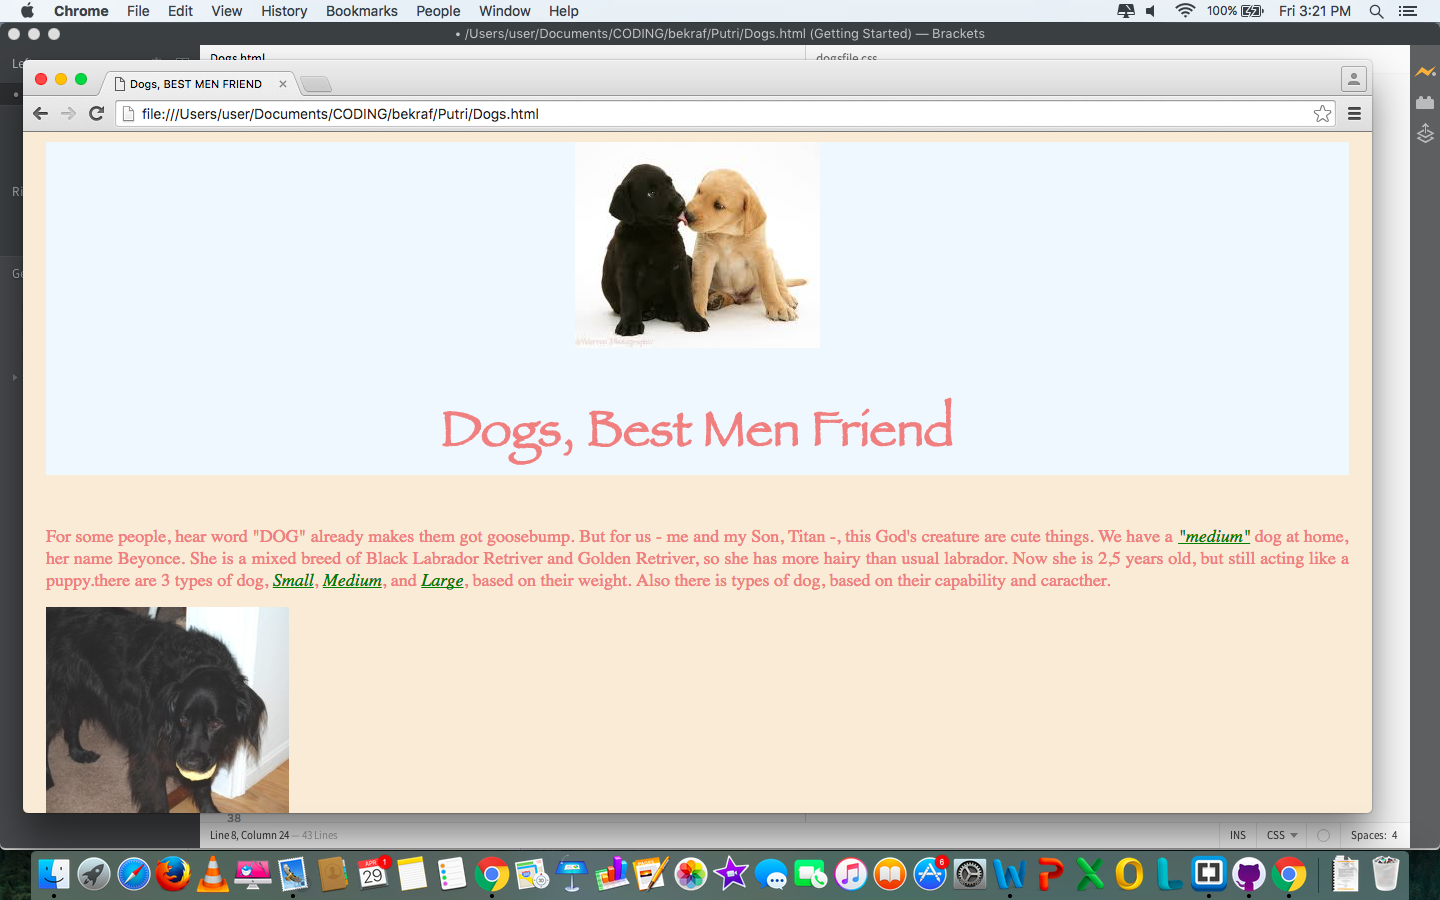 Chrome File Edit View History Bookmarks People Window Help 100% Fri 3:21 PM
• /Users/user/Documents/CODING/bekraf/Putri/Dogs.html (Getting Started) — Brackets
Dogs.html dogsfile.css
Dogs, BEST MEN FRIEND
file:///Users/user/Documents/CODING/bekraf/Putri/Dogs.html
Dogs, Best Men Friend
For some people, hear word "DOG" already makes them got goosebump. But for us - me and my Son, Titan -, this God's creature are cute things. We have a "medium" dog at home,
her name Beyonce. She is a mixed breed of Black Labrador Retriver and Golden Retriver, so she has more hairy than usual labrador. Now she is 2,5 years old, but still acting like a
puppy.there are 3 types of dog, Small, Medium, and Large, based on their weight. Also there is types of dog, based on their capability and caracther.
38
Line 8, Column 24 — 43 Lines INS CSS Spaces: 4
APR 29 1 6